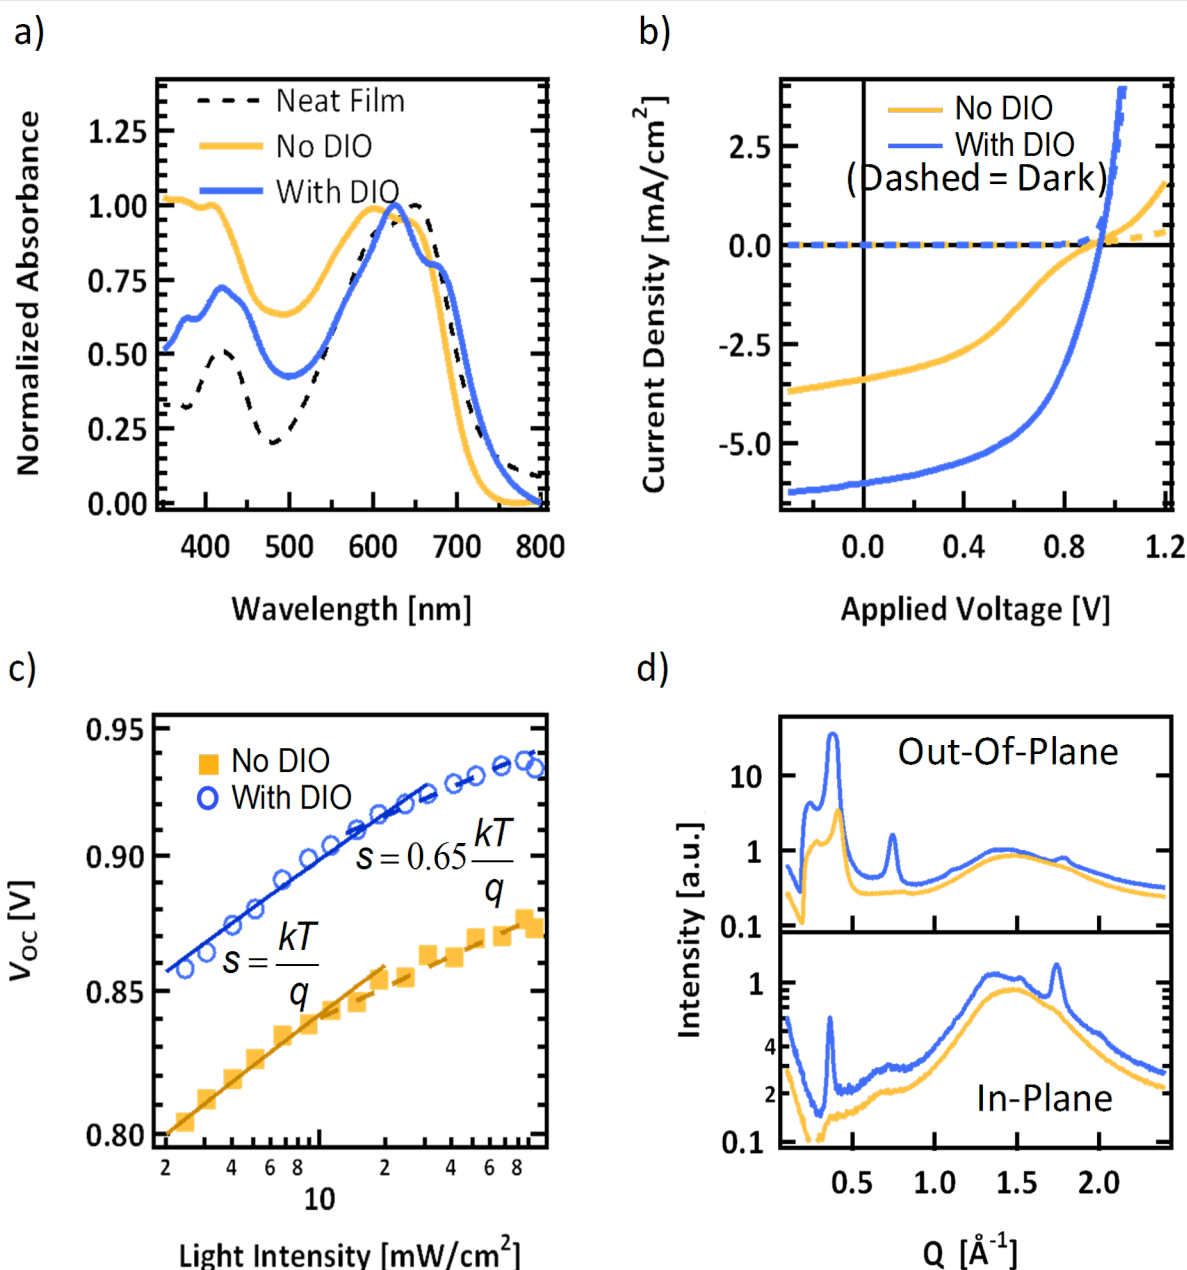 a)
Normalized Absorbance
1.25
1.00
0.75
0.50
0.25
0.00
Neat Film
No DIO
With DIO
400 500 600 700 800
Wavelength [nm]
b)
Current Density [mA/cm²]
2.5
0.0
-2.5
-5.0
No DIO
With DIO
(Dashed = Dark)
0.0 0.4 0.8 1.2
Applied Voltage [V]
c)
V_OC [V]
0.95
0.90
0.85
0.80
No DIO
With DIO
s = 0.65 kT/q
s = kT/q
2 4 6 8 2 4 6 8
10
Light Intensity [mW/cm²]
d)
Intensity [a.u.]
Out-Of-Plane
10
1
0.1
In-Plane
1
4
2
0.1
0.5 1.0 1.5 2.0
Q [Å⁻¹]